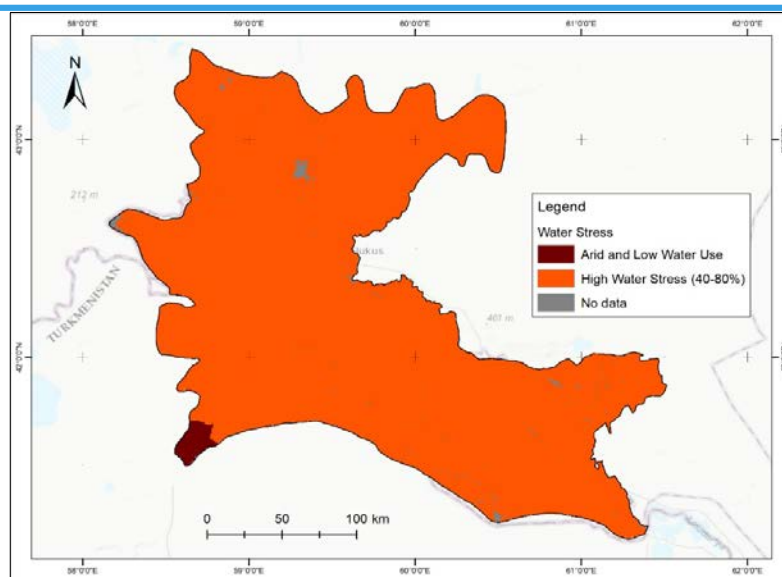 58°0'0"E 59°0'0"E 60°0'0"E 61°0'0"E 62°0'0"E
N
43°0'0"N
212 m
Legend
Water Stress
Arid and Low Water Use
High Water Stress (40-80%)
No data
ukus
TURKMENISTAN
461 m
42°0'0"N
0 50 100 km
58°0'0"E 59°0'0"E 60°0'0"E 61°0'0"E 62°0'0"E